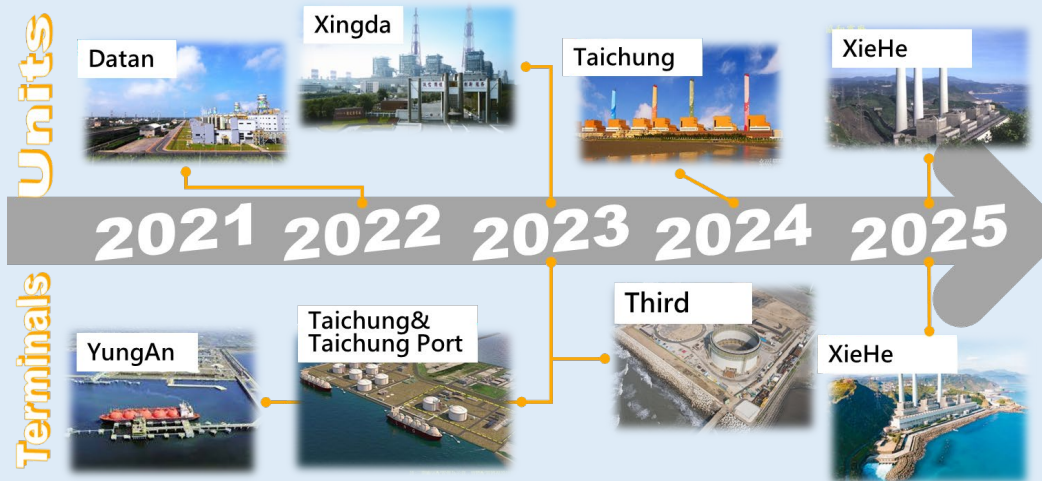 Units
Datan
Xingda
Taichung
XieHe
2021 2022 2023 2024 2025
Terminals
YungAn
Taichung&
Taichung Port
Third
XieHe